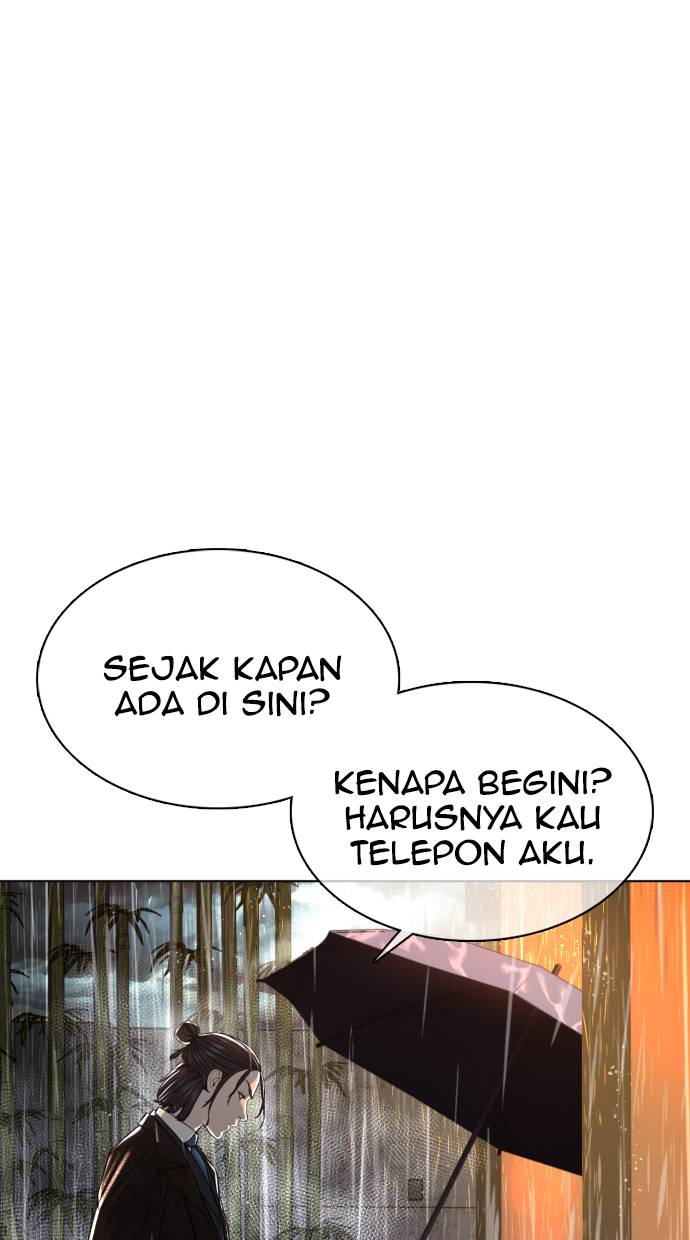 SEJAK KAPAN
ADA DI SINI?
KENAPA BEGINI?
HARUSNYA KAU
TELEPON AKU.